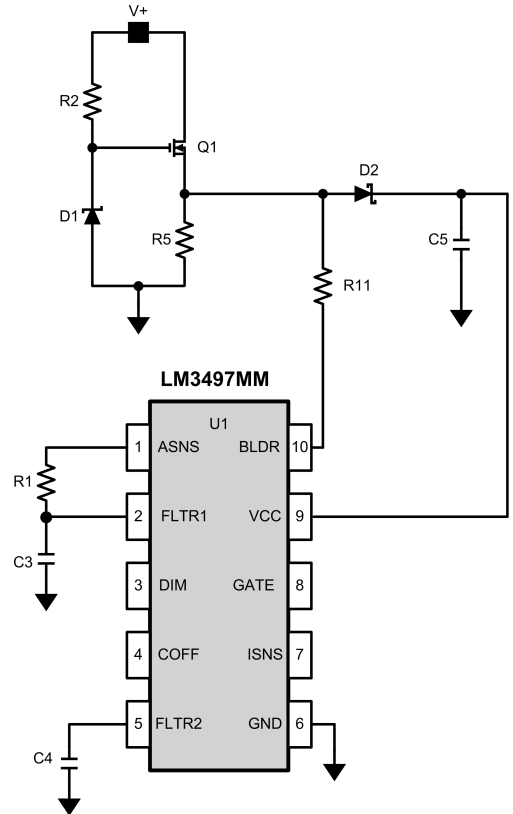 V+
R2
Q1
D2
D1
R5
C5
R11
LM3497MM
U1
1 ASNS BLDR 10
R1
2 FLTR1 VCC 9
C3
3 DIM GATE 8
4 COFF ISNS 7
5 FLTR2 GND 6
C4